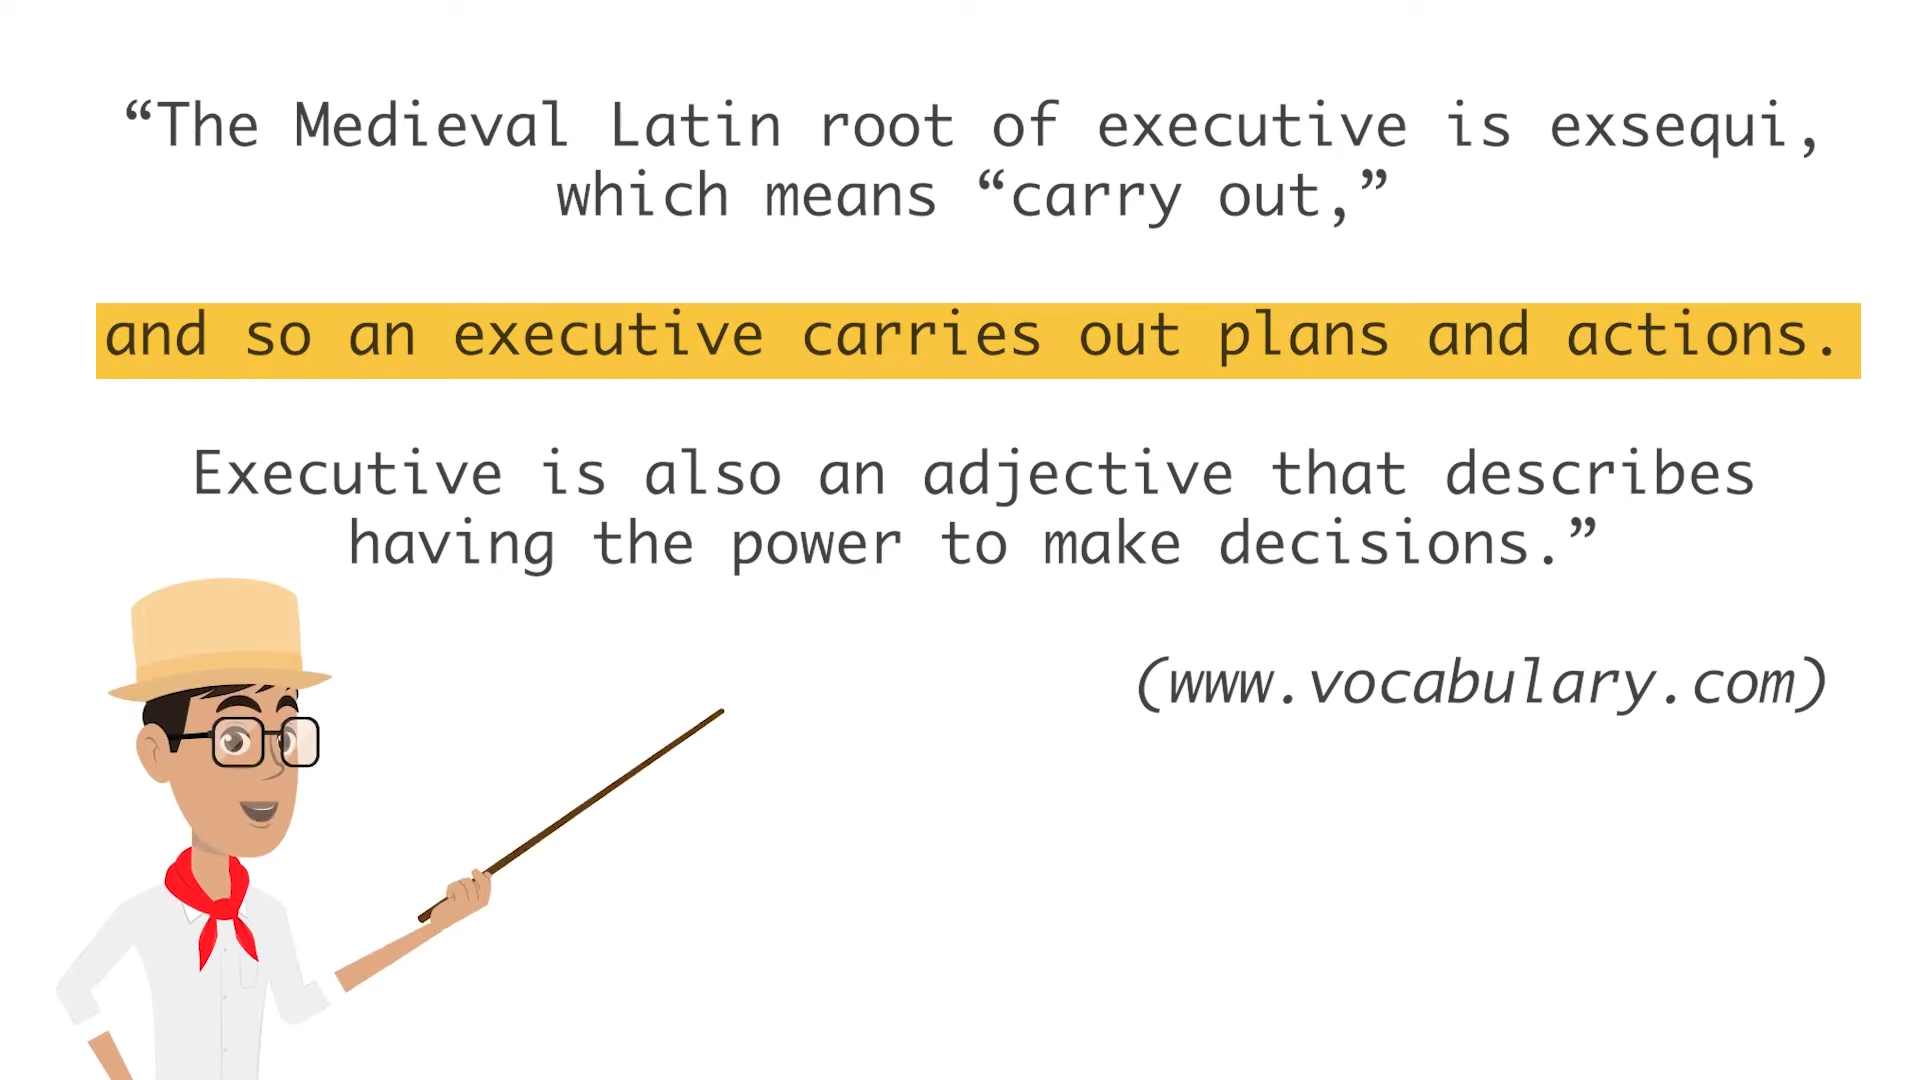 “The Medieval Latin root of executive is exsequi,
which means “carry out,”
and so an executive carries out plans and actions.
Executive is also an adjective that describes
having the power to make decisions.”
(www.vocabulary.com)